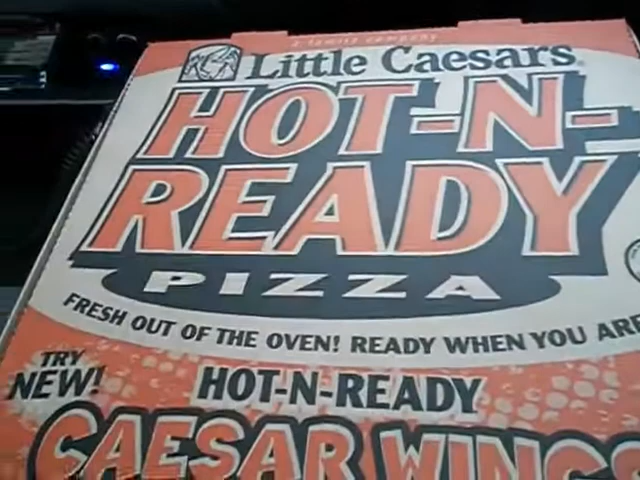 a family company
Little Caesars
HOT-N-
READY
PIZZA
FRESH OUT OF THE OVEN! READY WHEN YOU ARE
TRY
NEW!
HOT-N-READY
CAESAR WINGS